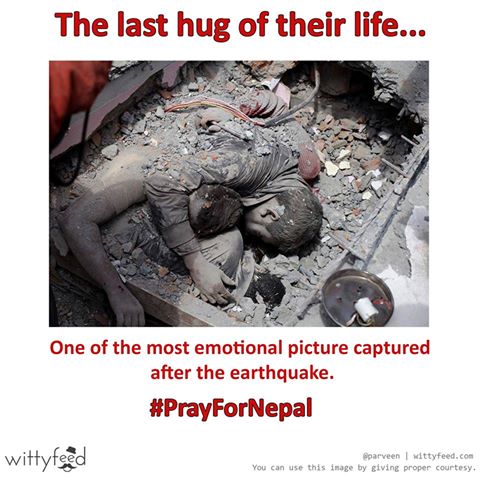 The last hug of their life...
One of the most emotional picture captured
after the earthquake.
#PrayForNepal
wittyfeed
@parveen | wittyfeed.com
You can use this image by giving proper courtesy.